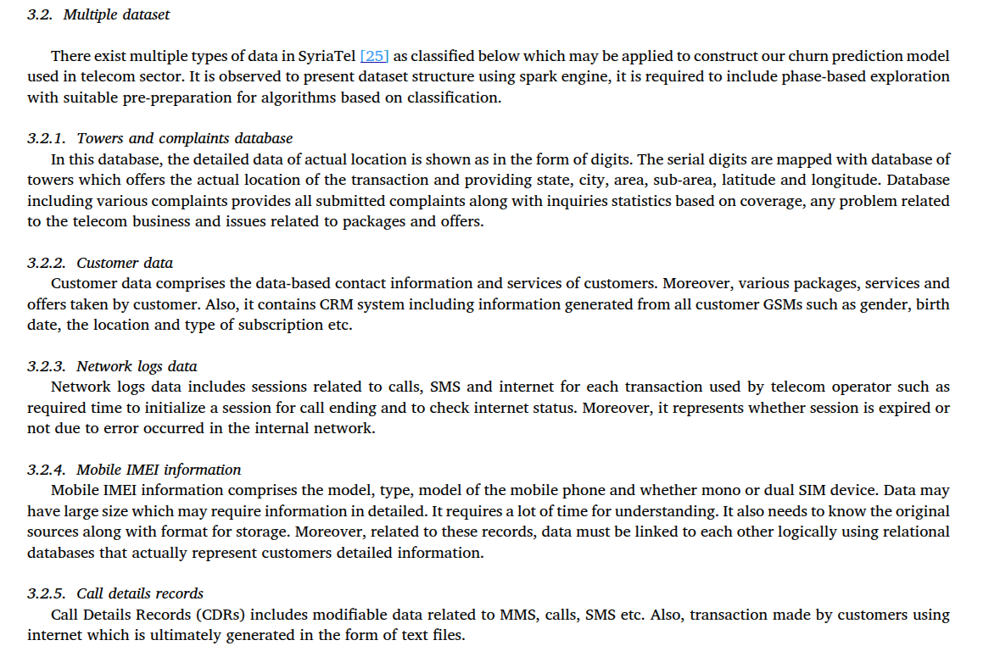 3.2. Multiple dataset
There exist multiple types of data in SyriaTel [25] as classified below which may be applied to construct our churn prediction model
used in telecom sector. It is observed to present dataset structure using spark engine, it is required to include phase-based exploration
with suitable pre-preparation for algorithms based on classification.
3.2.1. Towers and complaints database
In this database, the detailed data of actual location is shown as in the form of digits. The serial digits are mapped with database of
towers which offers the actual location of the transaction and providing state, city, area, sub-area, latitude and longitude. Database
including various complaints provides all submitted complaints along with inquiries statistics based on coverage, any problem related
to the telecom business and issues related to packages and offers.
3.2.2. Customer data
Customer data comprises the data-based contact information and services of customers. Moreover, various packages, services and
offers taken by customer. Also, it contains CRM system including information generated from all customer GSMs such as gender, birth
date, the location and type of subscription etc.
3.2.3. Network logs data
Network logs data includes sessions related to calls, SMS and internet for each transaction used by telecom operator such as
required time to initialize a session for call ending and to check internet status. Moreover, it represents whether session is expired or
not due to error occurred in the internal network.
3.2.4. Mobile IMEI information
Mobile IMEI information comprises the model, type, model of the mobile phone and whether mono or dual SIM device. Data may
have large size which may require information in detailed. It requires a lot of time for understanding. It also needs to know the original
sources along with format for storage. Moreover, related to these records, data must be linked to each other logically using relational
databases that actually represent customers detailed information.
3.2.5. Call details records
Call Details Records (CDRs) includes modifiable data related to MMS, calls, SMS etc. Also, transaction made by customers using
internet which is ultimately generated in the form of text files.